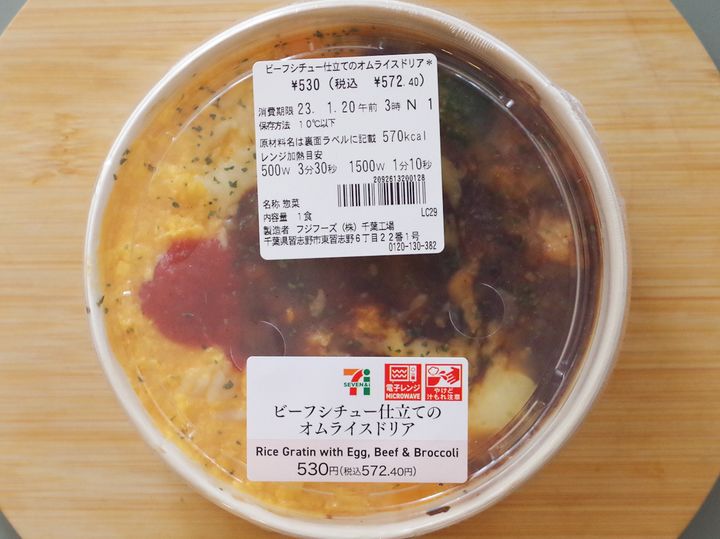 ビーフシチュー仕立てのオムライスドリア*
¥530 (税込 ¥572.40)
消費期限 23. 1.20 午前 3時 N 1
保存方法 10℃以下
原材料名は裏面ラベルに記載 570kcal
レンジ加熱目安
500W 3分30秒 1500W 1分10秒
2092613200128
名称 惣菜
内容量 1食
LC29
製造者 フジフーズ(株)千葉工場
千葉県習志野市東習志野6丁目22番1号
0120-130-382
7
SEVEN&i
電子レンジ
MICROWAVE
やけど
汁もれ注意
ビーフシチュー仕立ての
オムライスドリア
Rice Gratin with Egg, Beef & Broccoli
530円(税込572.40円)